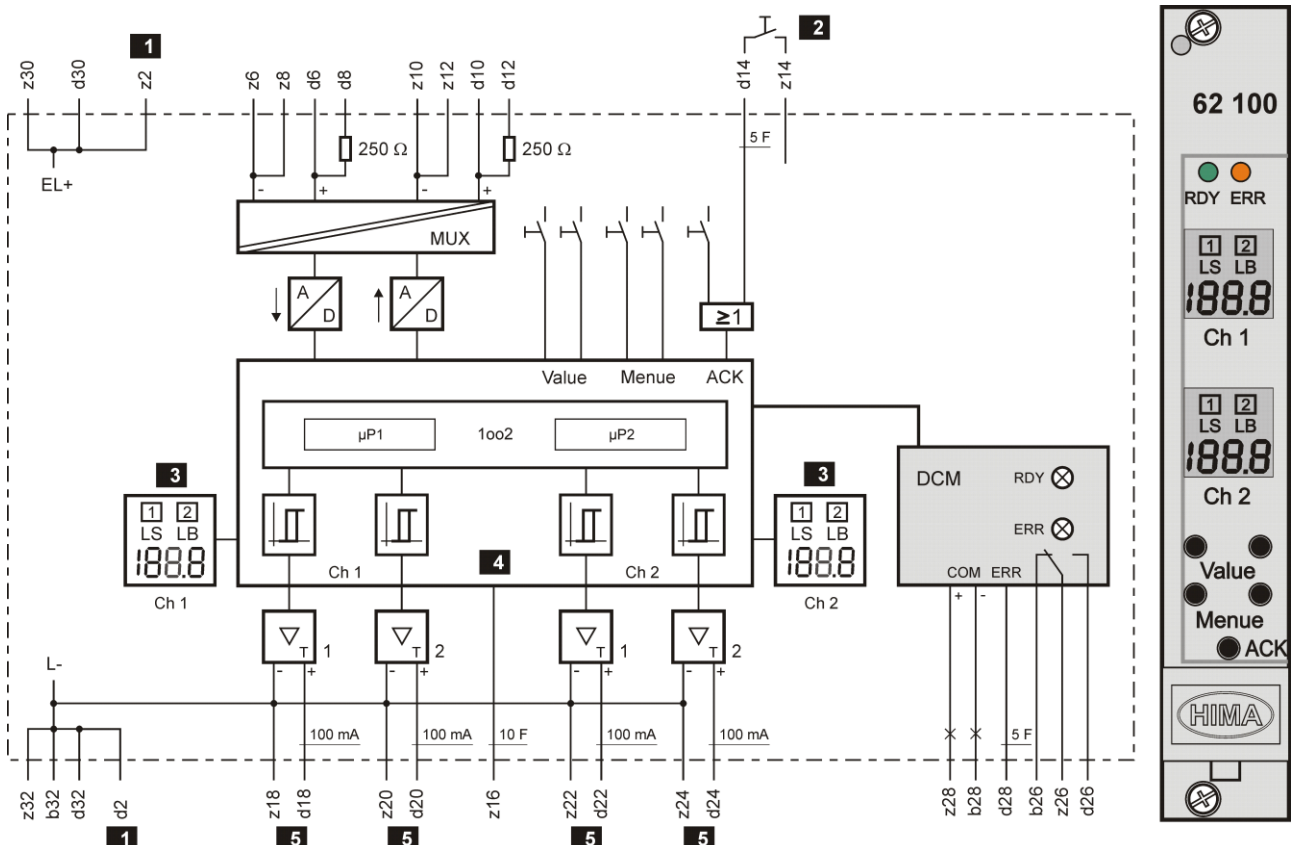 1
2
z30
d30
z2
z6
z8
d6
d8
z10
z12
d10
d12
d14
z14
62 100
250 Ω
250 Ω
5 F
EL+
- + - +
MUX
RDY ERR
A
D
A
D
≥1
1 2
LS LB
188.8
Ch 1
Value Menue ACK
µP1 1oo2 µP2
1 2
LS LB
188.8
Ch 2
3
3
DCM
RDY
ERR
1 2
LS LB
188.8
Ch 1
1 2
LS LB
188.8
Ch 2
Ch 1
4
Ch 2
COM ERR
+ -
Value
Menue
ACK
T 1
T 2
T 1
T 2
- + - + - + - +
L-
100 mA
100 mA
10 F
100 mA
100 mA
5 F
HIMA
z32
b32
d32
d2
z18
d18
z20
d20
z16
z22
d22
z24
d24
z28
b28
d28
b26
z26
d26
1
5
5
5
5